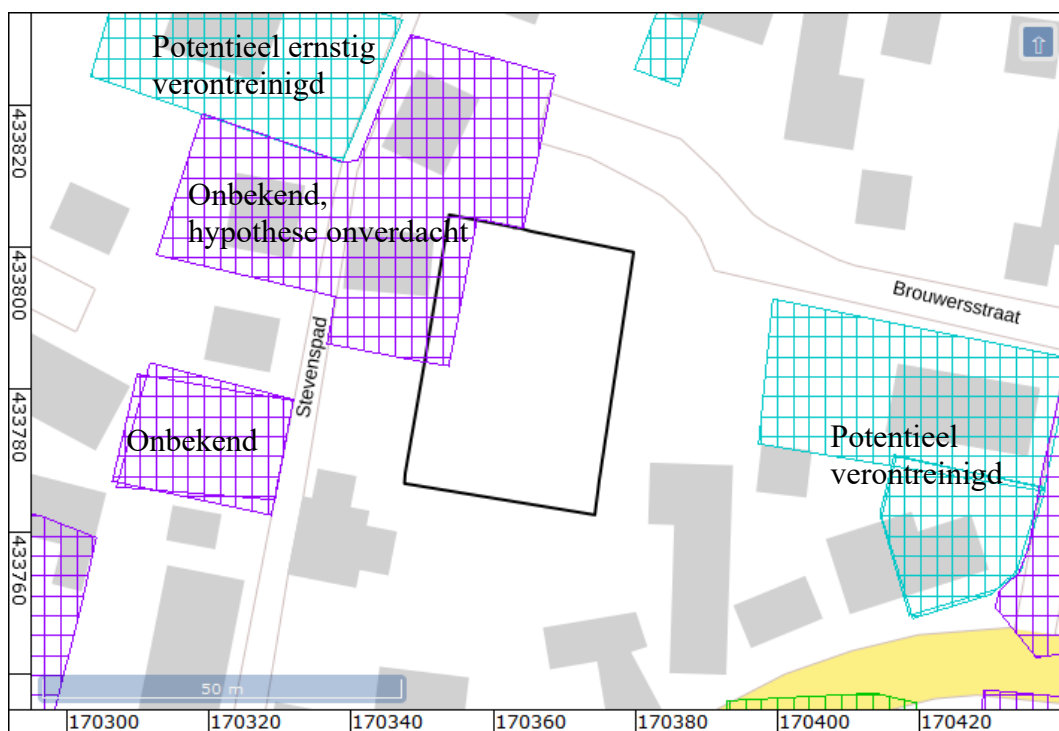 Potentieel ernstig
verontreinigd
433820
Onbekend,
hypothese onverdacht
433800
Brouwersstraat
Stevenspad
433780
Onbekend
Potentieel
verontreinigd
433760
50 m
170300
170320
170340
170360
170380
170400
170420